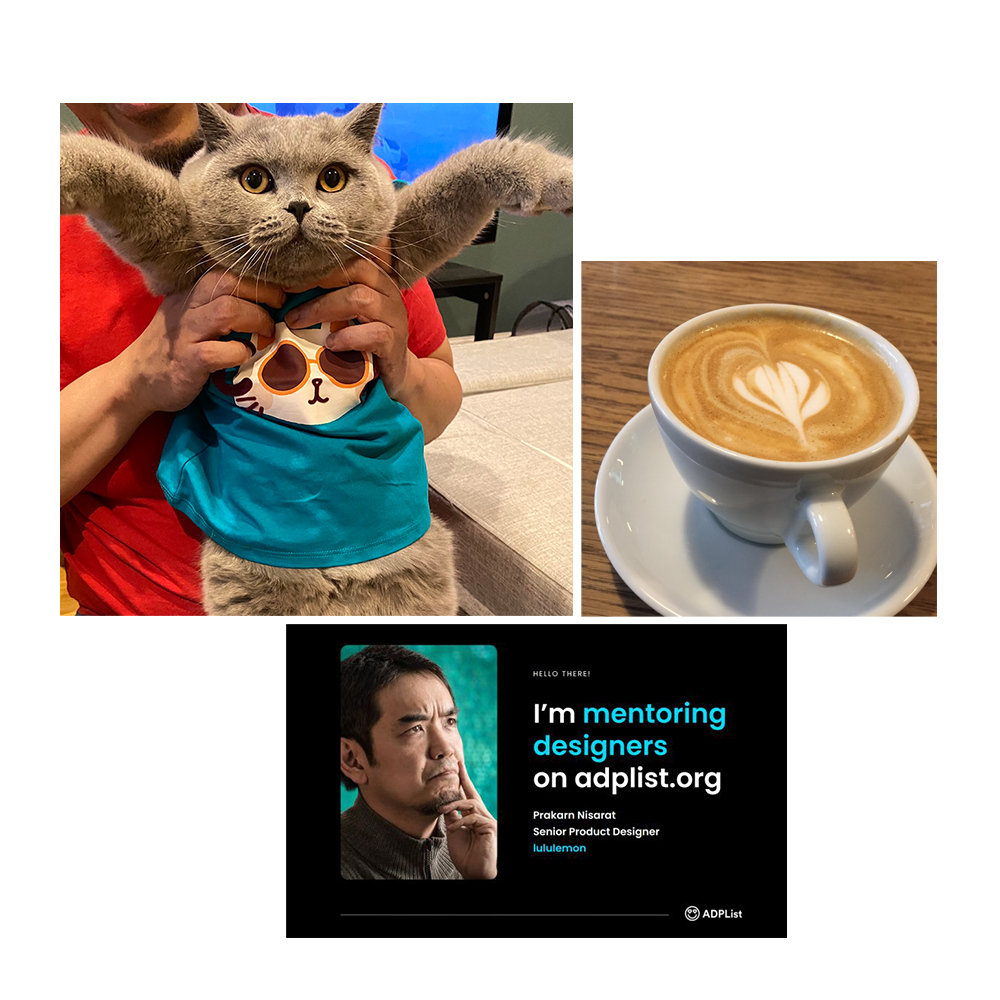 HELLO THERE!
I'm mentoring
designers
on adplist.org
Prakarn Nisarat
Senior Product Designer
lululemon
ADPList